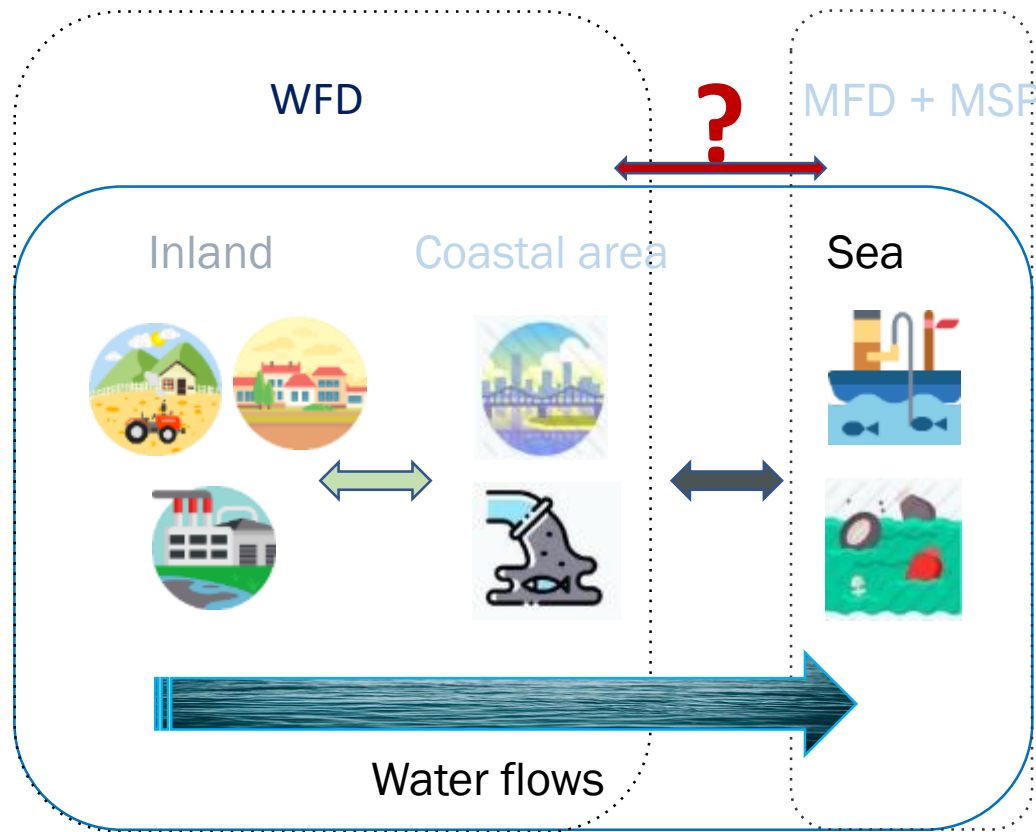 WFD
?
MFD + MSP
Inland
Coastal area
Sea
Water flows